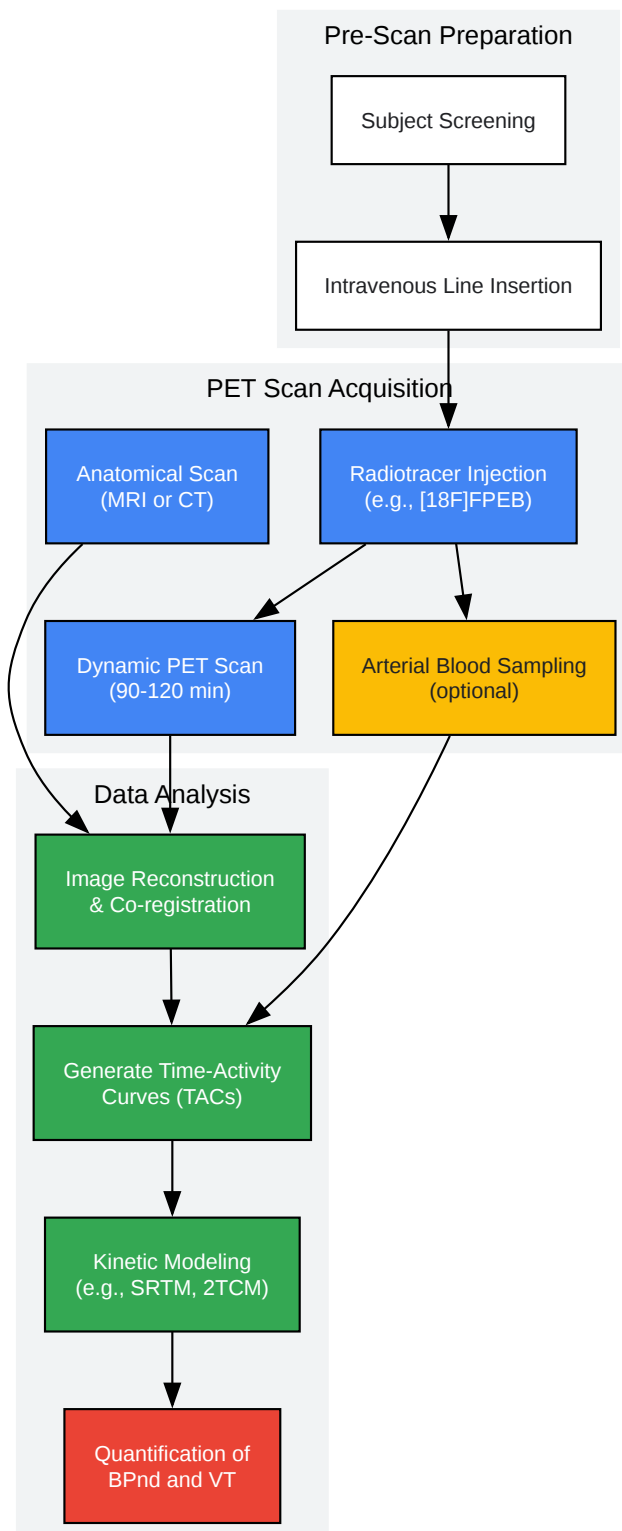 Pre-Scan Preparation
Subject Screening
Intravenous Line Insertion
PET Scan Acquisition
Anatomical Scan
(MRI or CT)
Radiotracer Injection
(e.g., [18F]FPEB)
Dynamic PET Scan
(90-120 min)
Arterial Blood Sampling
(optional)
Data Analysis
Image Reconstruction
& Co-registration
Generate Time-Activity
Curves (TACs)
Kinetic Modeling
(e.g., SRTM, 2TCM)
Quantification of
BPnd and VT